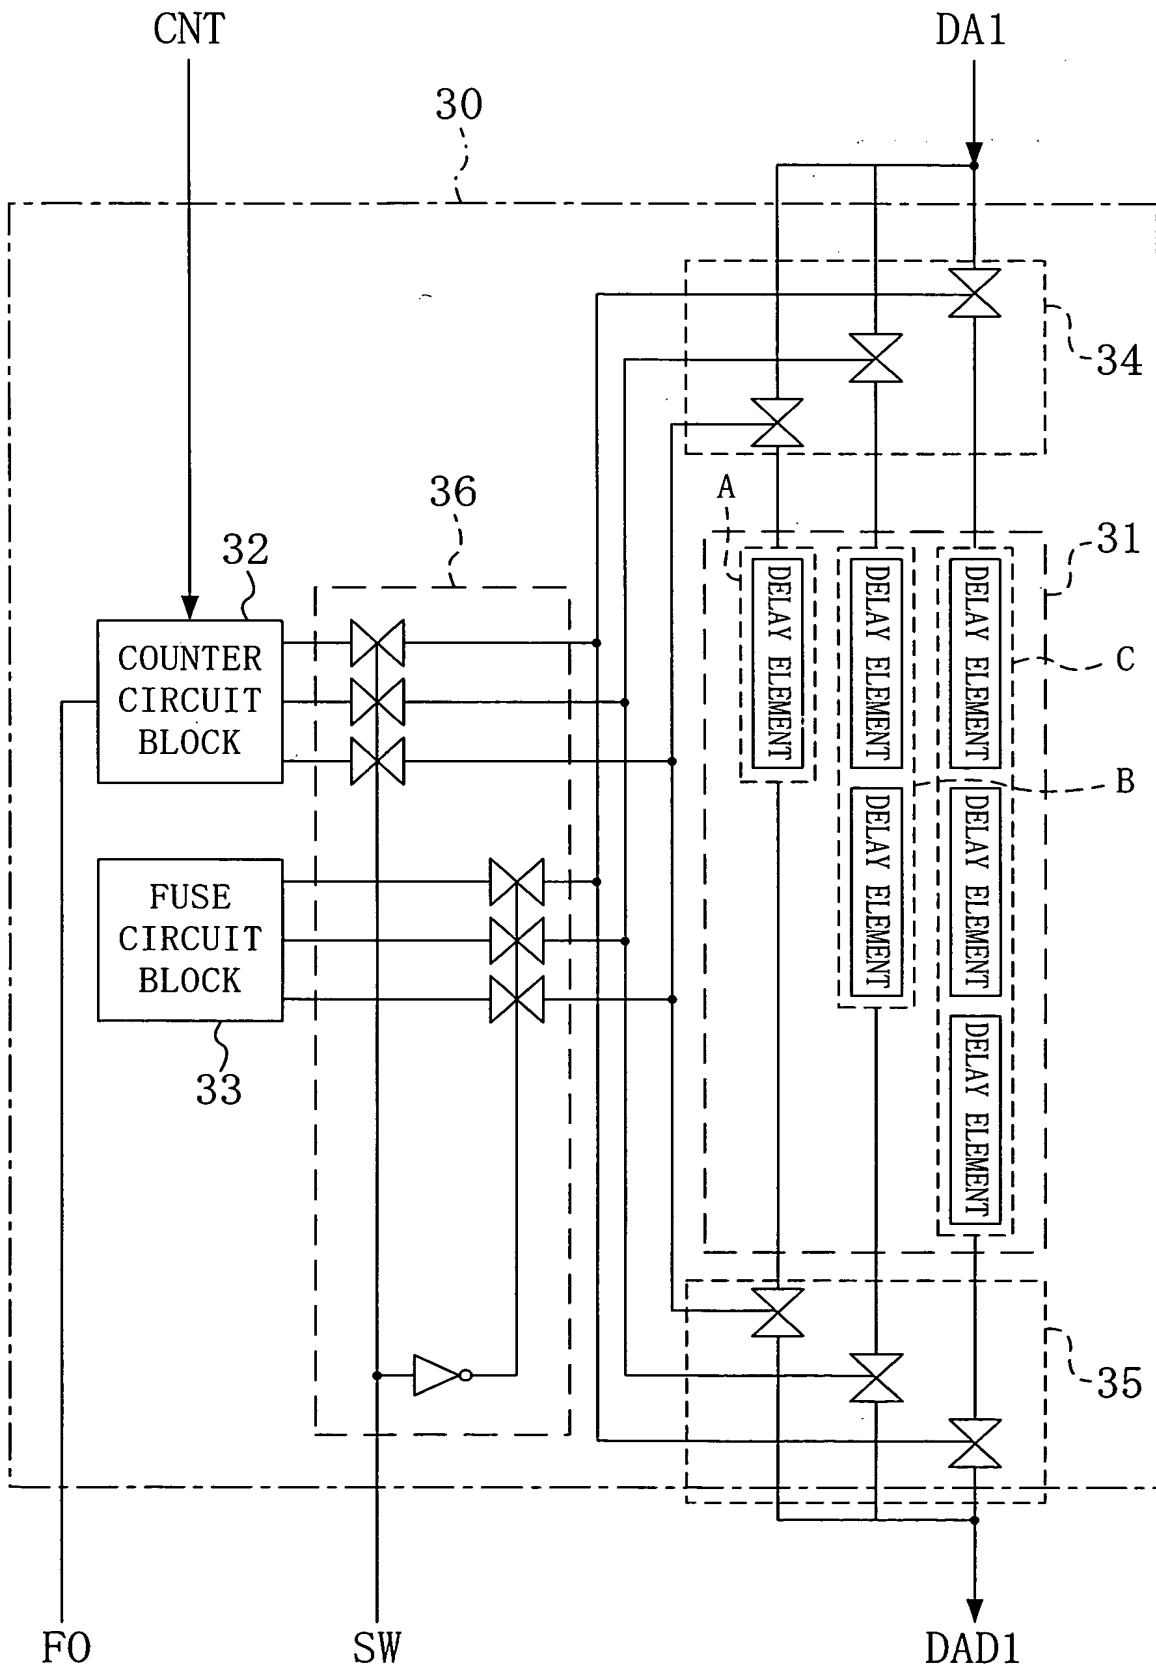 CNT
DA1
30
34
A
36
31
32
COUNTER
CIRCUIT
BLOCK
DELAY ELEMENT
DELAY ELEMENT
DELAY ELEMENT
C
B
DELAY ELEMENT
DELAY ELEMENT
FUSE
CIRCUIT
BLOCK
33
DELAY ELEMENT
35
FO
SW
DAD1